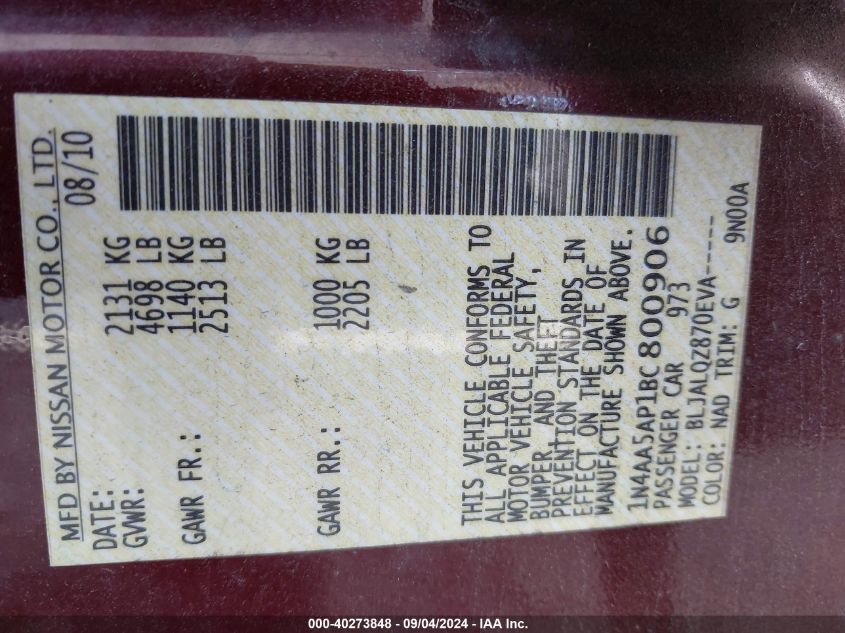 MFD BY NISSAN MOTOR CO., LTD.
DATE: 08/10
GVWR: 2131 KG
4698 LB
GAWR FR.: 1140 KG
2513 LB
GAWR RR.: 1000 KG
2205 LB
THIS VEHICLE CONFORMS TO
ALL APPLICABLE FEDERAL
MOTOR VEHICLE SAFETY,
BUMPER, AND THEFT
PREVENTION STANDARDS IN
EFFECT ON THE DATE OF
MANUFACTURE SHOWN ABOVE.
1N4AA5AP1BC800906
PASSENGER CAR 973
MODEL: BLJALQZ870EVA-----
COLOR: NAD TRIM: G 9N00A
000-40273848 - 09/04/2024 - IAA Inc.